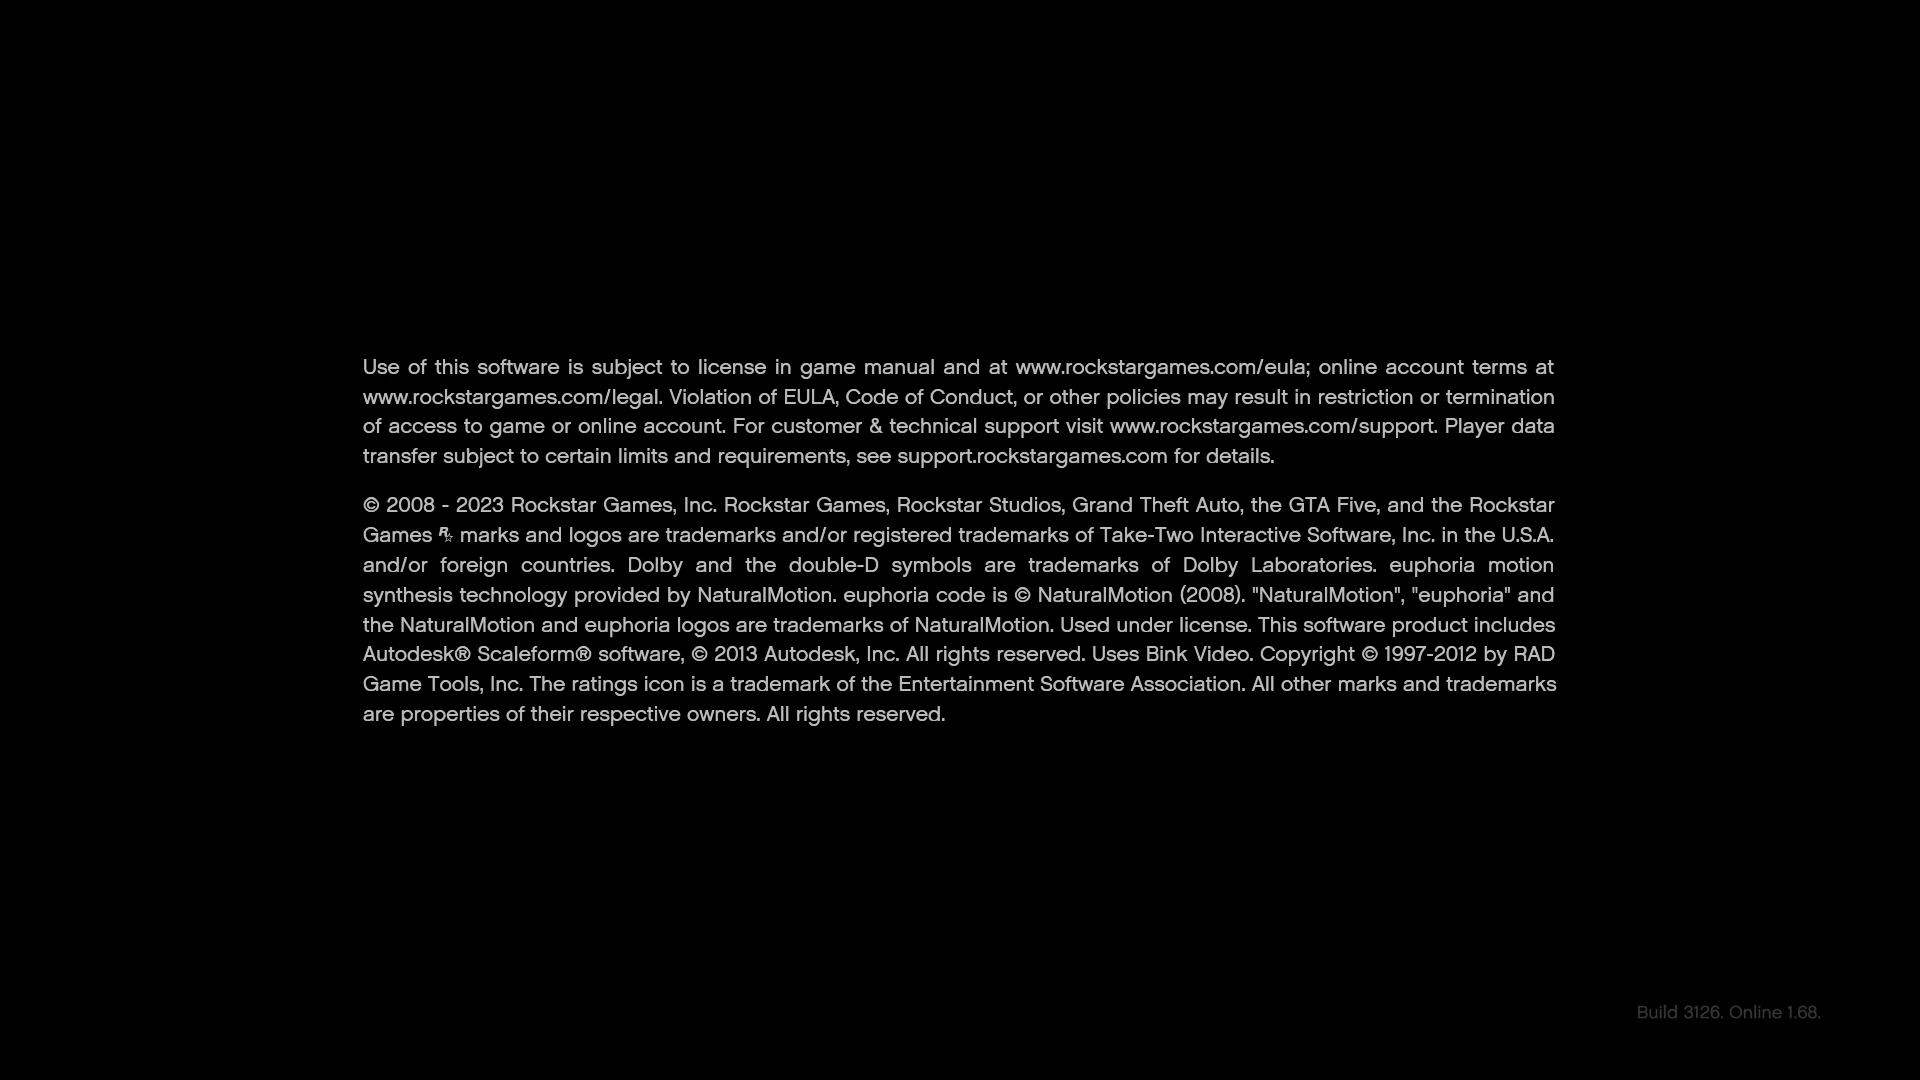 Use of this software is subject to license in game manual and at www.rockstargames.com/eula; online account terms at
www.rockstargames.com/legal. Violation of EULA, Code of Conduct, or other policies may result in restriction or termination
of access to game or online account. For customer & technical support visit www.rockstargames.com/support. Player data
transfer subject to certain limits and requirements, see support.rockstargames.com for details.
© 2008 - 2023 Rockstar Games, Inc. Rockstar Games, Rockstar Studios, Grand Theft Auto, the GTA Five, and the Rockstar
Games R☆ marks and logos are trademarks and/or registered trademarks of Take-Two Interactive Software, Inc. in the U.S.A.
and/or foreign countries. Dolby and the double-D symbols are trademarks of Dolby Laboratories. euphoria motion
synthesis technology provided by NaturalMotion. euphoria code is © NaturalMotion (2008). "NaturalMotion", "euphoria" and
the NaturalMotion and euphoria logos are trademarks of NaturalMotion. Used under license. This software product includes
Autodesk® Scaleform® software, © 2013 Autodesk, Inc. All rights reserved. Uses Bink Video. Copyright © 1997-2012 by RAD
Game Tools, Inc. The ratings icon is a trademark of the Entertainment Software Association. All other marks and trademarks
are properties of their respective owners. All rights reserved.
Build 3126. Online 1.68.